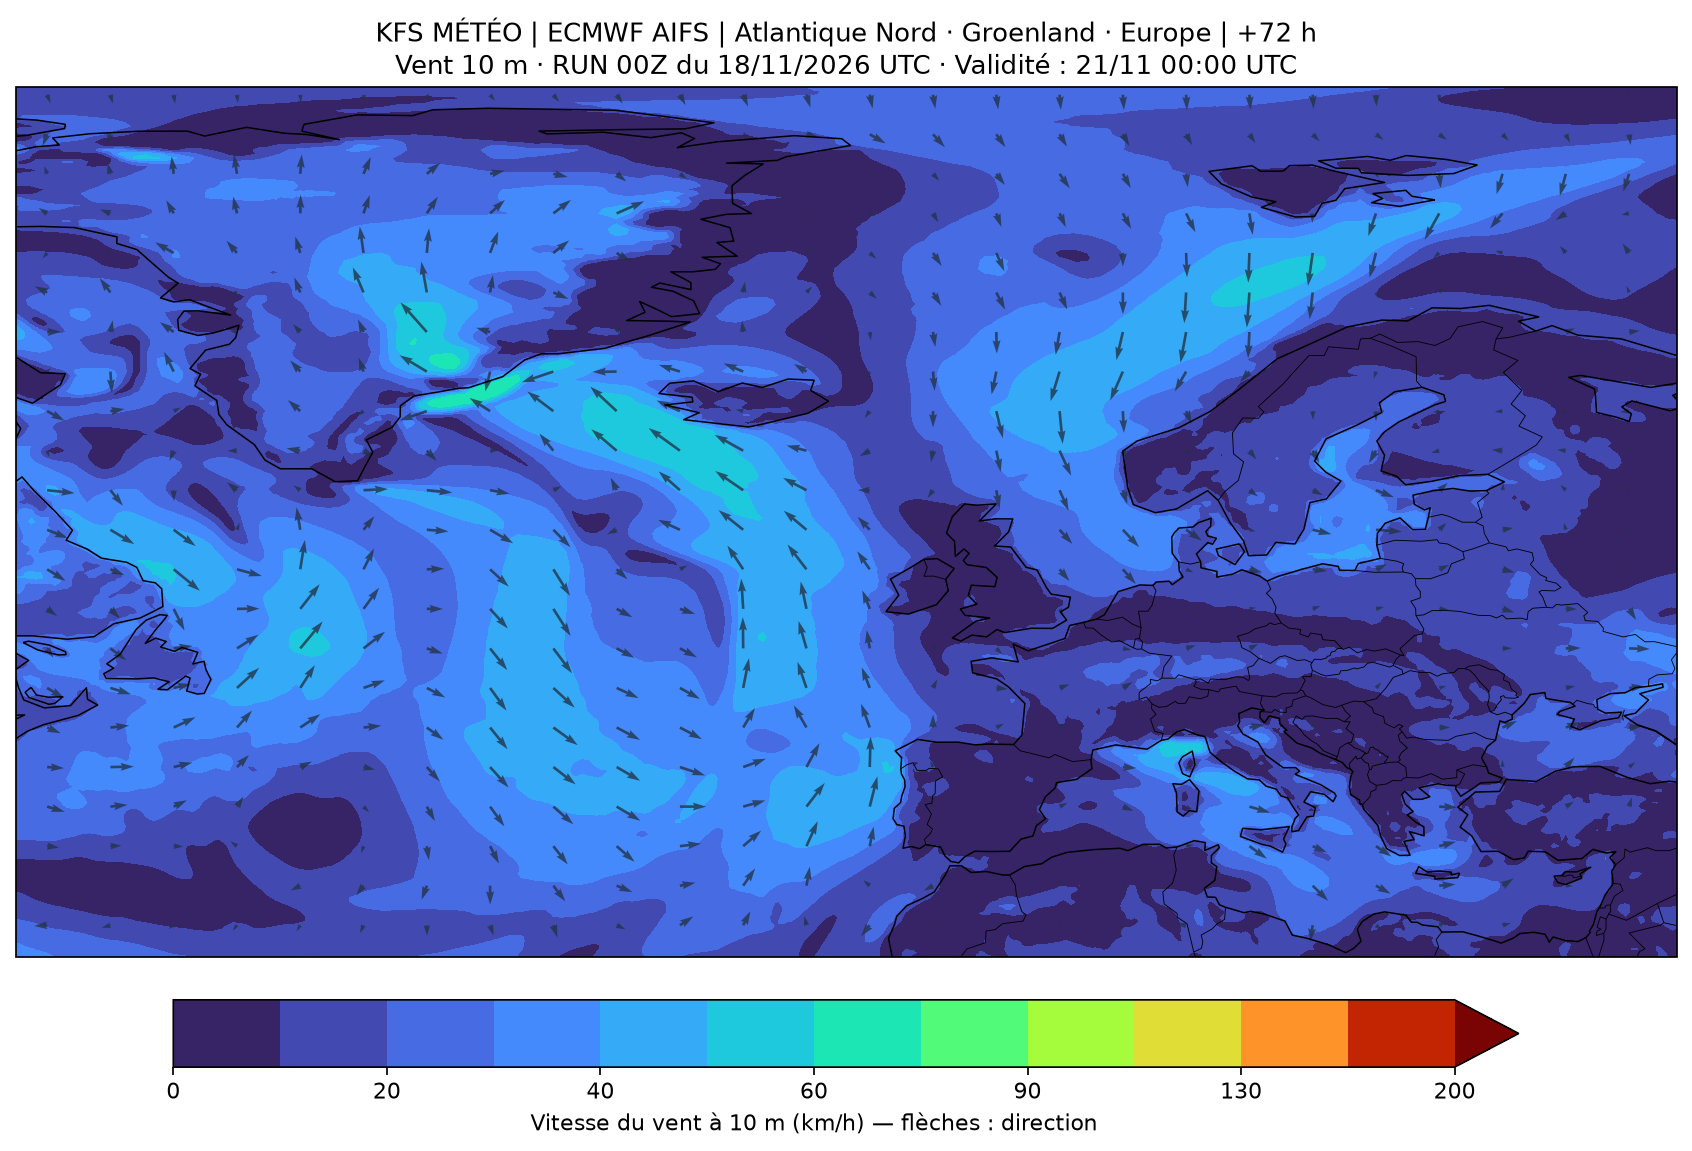 KFS MÉTÉO | ECMWF AIFS | Atlantique Nord · Groenland · Europe | +72 h
Vent 10 m · RUN 00Z du 18/11/2026 UTC · Validité : 21/11 00:00 UTC
0 20 40 60 90 130 200
Vitesse du vent à 10 m (km/h) — flèches : direction